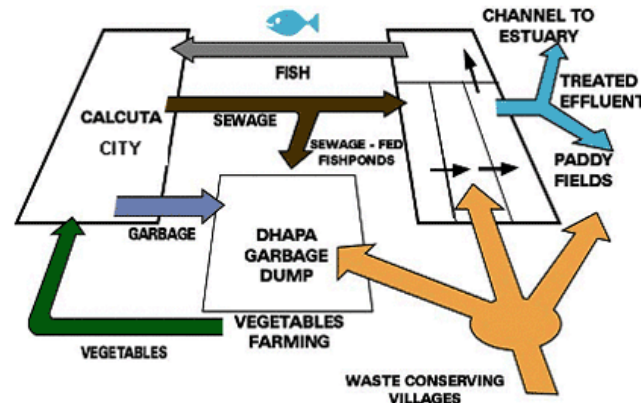 CHANNEL TO
ESTUARY
FISH
TREATED
EFFLUENT
CALCUTA
CITY
SEWAGE
SEWAGE - FED
FISHPONDS
PADDY
FIELDS
GARBAGE
DHAPA
GARBAGE
DUMP
VEGETABLES
FARMING
VEGETABLES
WASTE CONSERVING
VILLAGES